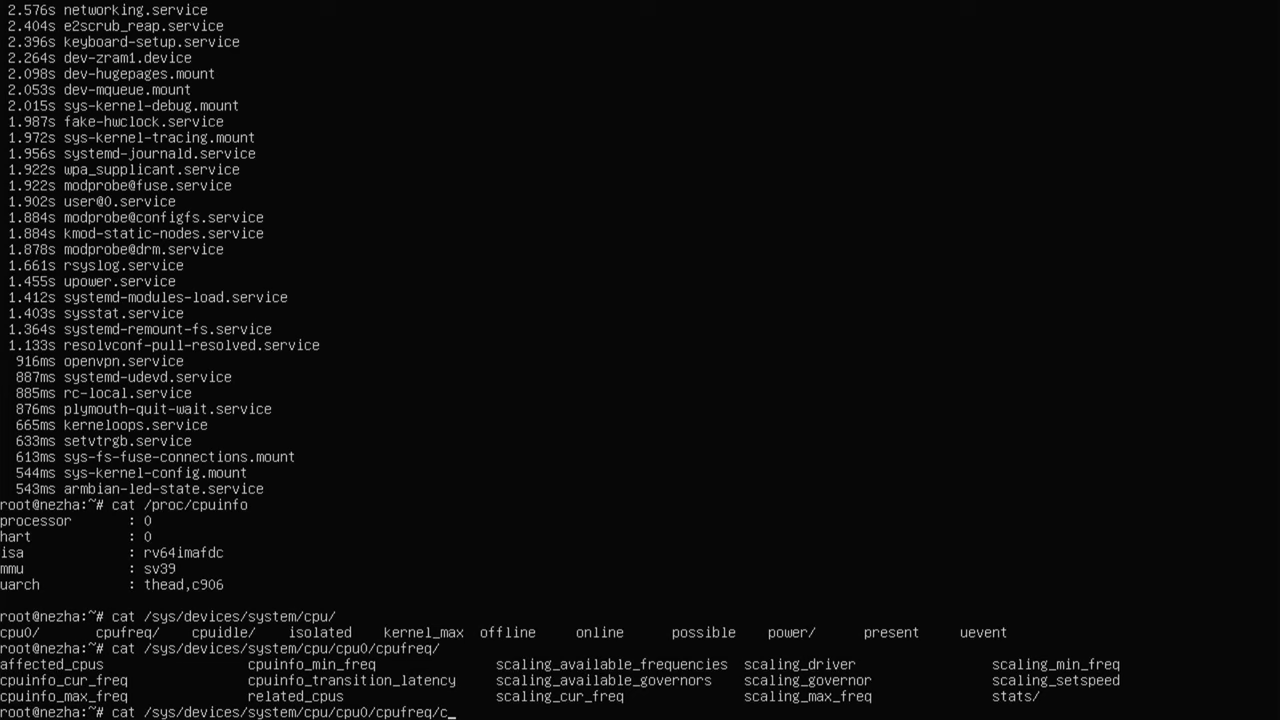 2.576s networking.service
2.404s e2scrub_reap.service
2.396s keyboard-setup.service
2.264s dev-zram1.device
2.098s dev-hugepages.mount
2.053s dev-mqueue.mount
2.015s sys-kernel-debug.mount
1.987s fake-hwclock.service
1.972s sys-kernel-tracing.mount
1.956s systemd-journald.service
1.922s wpa_supplicant.service
1.922s modprobe@fuse.service
1.902s user@0.service
1.884s modprobe@configfs.service
1.884s kmod-static-nodes.service
1.878s modprobe@drm.service
1.661s rsyslog.service
1.455s upower.service
1.412s systemd-modules-load.service
1.403s sysstat.service
1.364s systemd-remount-fs.service
1.133s resolvconf-pull-resolved.service
916ms openvpn.service
887ms systemd-udevd.service
885ms rc-local.service
876ms plymouth-quit-wait.service
665ms kerneloops.service
633ms setvtrgb.service
613ms sys-fs-fuse-connections.mount
544ms sys-kernel-config.mount
543ms armbian-led-state.service
root@nezha:~# cat /proc/cpuinfo
processor : 0
hart : 0
isa : rv64imafdc
mmu : sv39
uarch : thead,c906
root@nezha:~# cat /sys/devices/system/cpu/
cpu0/ cpufreq/ cpuidle/ isolated kernel_max offline online possible power/ present uevent
root@nezha:~# cat /sys/devices/system/cpu/cpu0/cpufreq/
affected_cpus cpuinfo_min_freq scaling_available_frequencies scaling_driver scaling_min_freq
cpuinfo_cur_freq cpuinfo_transition_latency scaling_available_governors scaling_governor scaling_setspeed
cpuinfo_max_freq related_cpus scaling_cur_freq scaling_max_freq stats/
root@nezha:~# cat /sys/devices/system/cpu/cpu0/cpufreq/c_